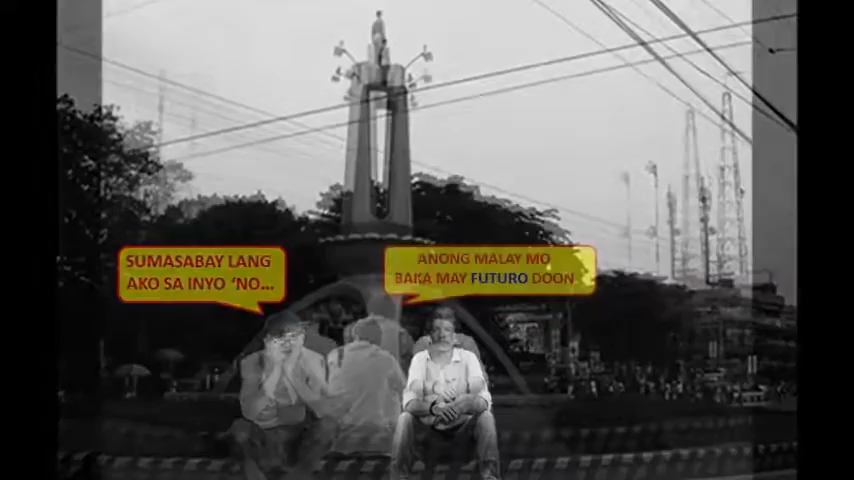 SUMASABAY LANG
AKO SA INYO ‘NO...
ANONG MALAY MO
BAKA MAY FUTURO DOON